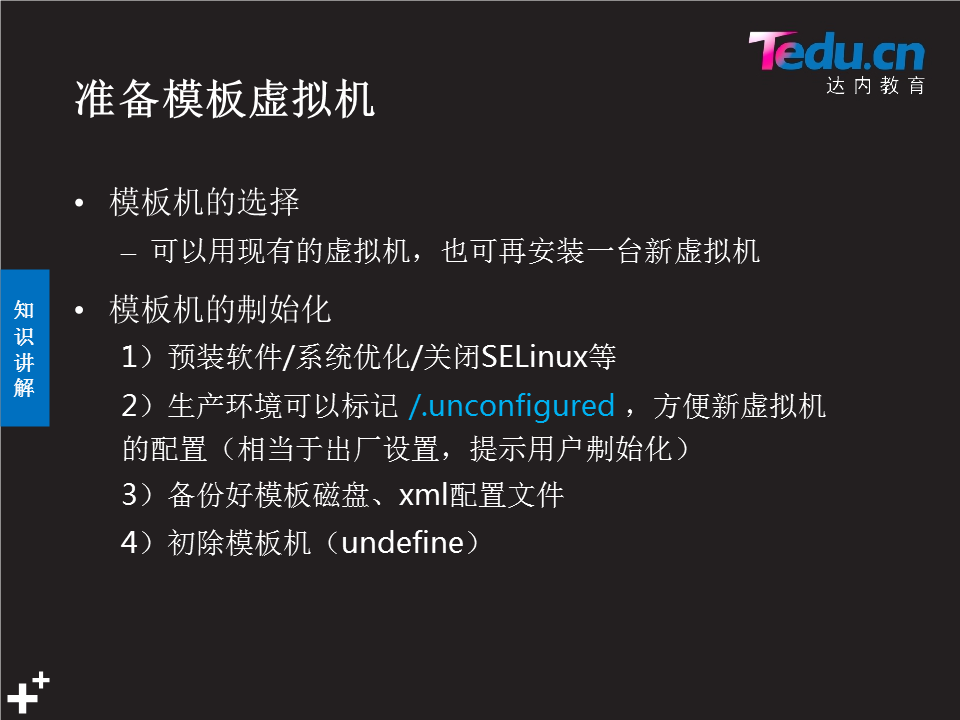 Tedu.cn
达内教育
准备模板虚拟机
• 模板机的选择
– 可以用现有的虚拟机，也可再安装一台新虚拟机
知识讲解
• 模板机的制始化
1）预装软件/系统优化/关闭SELinux等
2）生产环境可以标记 /.unconfigured ，方便新虚拟机
的配置（相当于出厂设置，提示用户制始化）
3）备份好模板磁盘、xml配置文件
4）初除模板机（undefine）